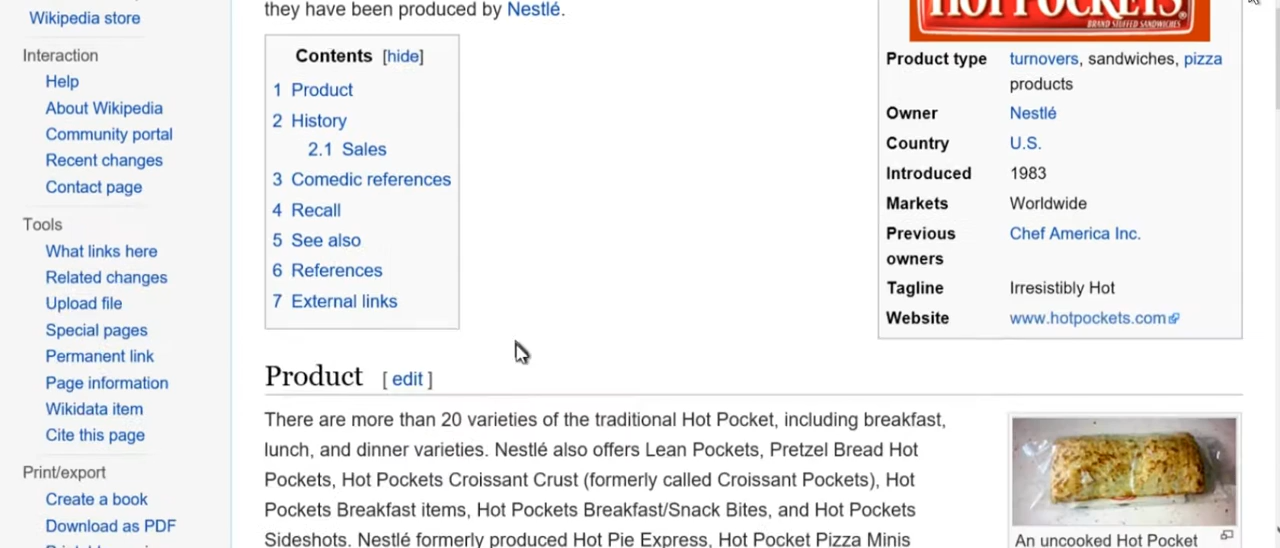 Wikipedia store
Interaction
Help
About Wikipedia
Community portal
Recent changes
Contact page
Tools
What links here
Related changes
Upload file
Special pages
Permanent link
Page information
Wikidata item
Cite this page
Print/export
Create a book
Download as PDF
they have been produced by Nestlé.
Contents [hide]
1 Product
2 History
2.1 Sales
3 Comedic references
4 Recall
5 See also
6 References
7 External links
Product [ edit ]
There are more than 20 varieties of the traditional Hot Pocket, including breakfast,
lunch, and dinner varieties. Nestlé also offers Lean Pockets, Pretzel Bread Hot
Pockets, Hot Pockets Croissant Crust (formerly called Croissant Pockets), Hot
Pockets Breakfast items, Hot Pockets Breakfast/Snack Bites, and Hot Pockets
Sideshots. Nestlé formerly produced Hot Pie Express, Hot Pocket Pizza Minis
HOT POCKETS
BRAND STUFFED SANDWICHES
Product type turnovers, sandwiches, pizza
products
Owner Nestlé
Country U.S.
Introduced 1983
Markets Worldwide
Previous Chef America Inc.
owners
Tagline Irresistibly Hot
Website www.hotpockets.com
An uncooked Hot Pocket